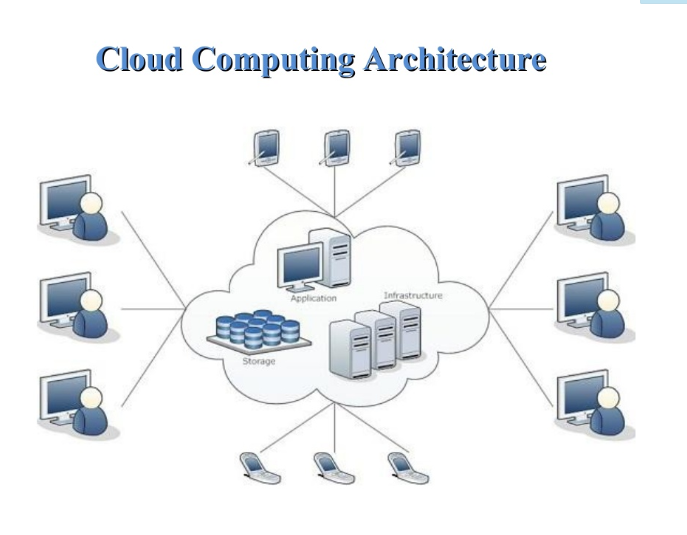 Cloud Computing Architecture
Application
Infrastructure
Storage